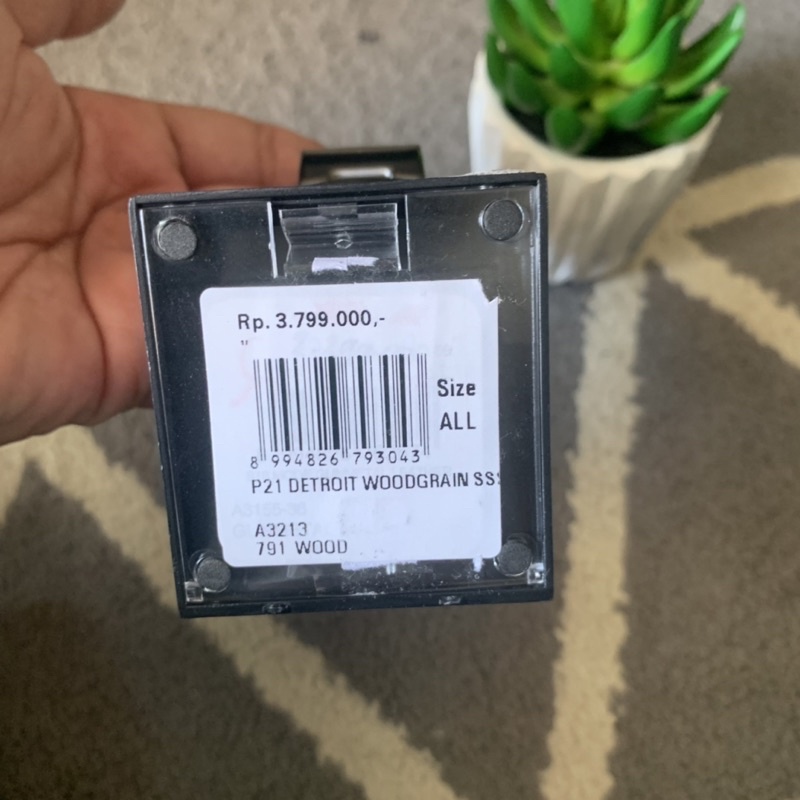 Rp. 3.799.000,-
"
Size
ALL
8 994826 793043
P21 DETROIT WOODGRAIN SS
A3213
791 WOOD